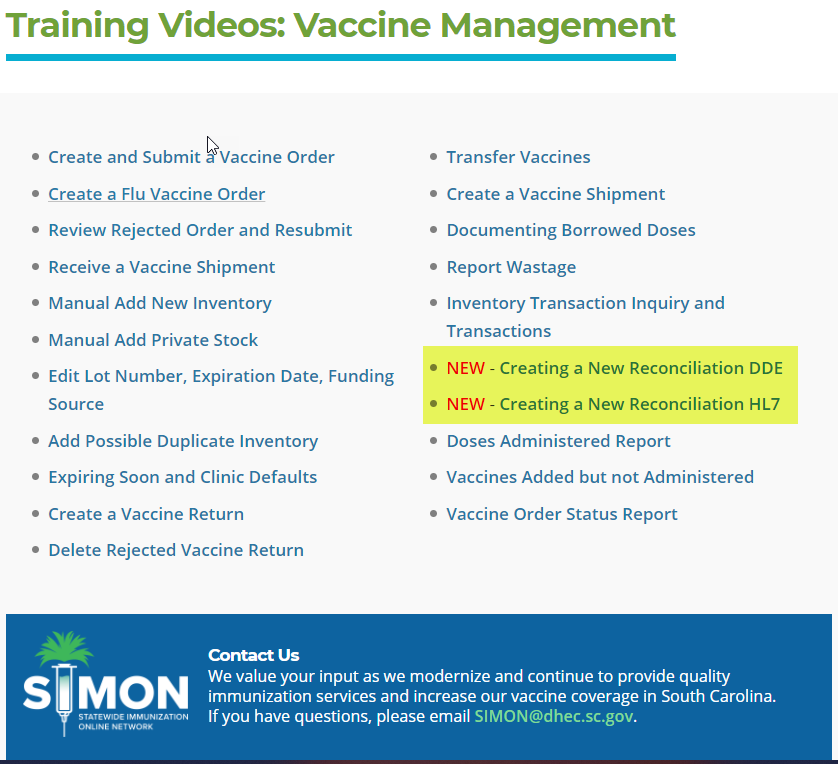 Training Videos: Vaccine Management
Create and Submit a Vaccine Order
Create a Flu Vaccine Order
Review Rejected Order and Resubmit
Receive a Vaccine Shipment
Manual Add New Inventory
Manual Add Private Stock
Edit Lot Number, Expiration Date, Funding
Source
Add Possible Duplicate Inventory
Expiring Soon and Clinic Defaults
Create a Vaccine Return
Delete Rejected Vaccine Return
Transfer Vaccines
Create a Vaccine Shipment
Documenting Borrowed Doses
Report Wastage
Inventory Transaction Inquiry and
Transactions
NEW - Creating a New Reconciliation DDE
NEW - Creating a New Reconciliation HL7
Doses Administered Report
Vaccines Added but not Administered
Vaccine Order Status Report
SIMON
STATEWIDE IMMUNIZATION
ONLINE NETWORK
Contact Us
We value your input as we modernize and continue to provide quality
immunization services and increase our vaccine coverage in South Carolina.
If you have questions, please email SIMON@dhec.sc.gov.